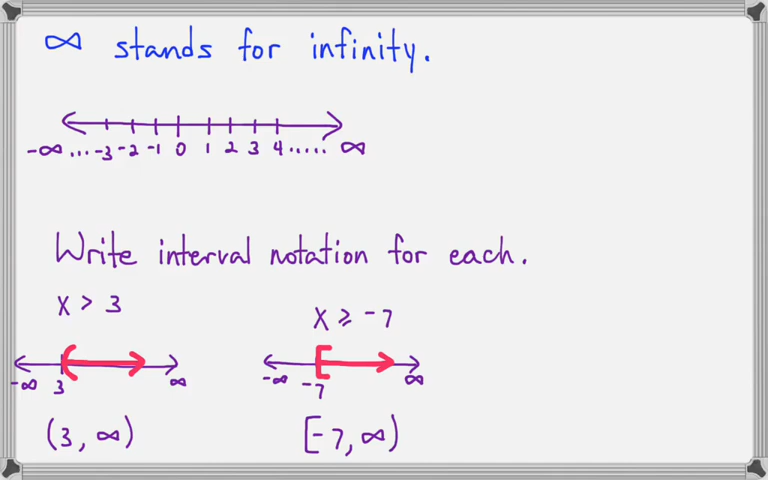 ∞ stands for infinity.
-∞ ... -3 -2 -1 0 1 2 3 4 ..... ∞
Write interval notation for each.
x > 3
x ≥ -7
-∞ 3 ∞
-∞ -7 ∞
(3, ∞)
[-7, ∞)